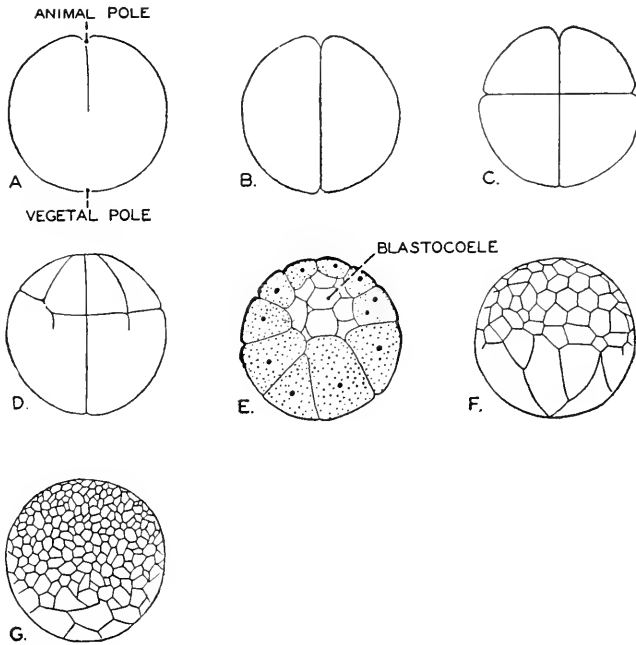 ANIMAL POLE
A
B.
C.
VEGETAL POLE
BLASTOCOELE
D.
E.
F.
G.